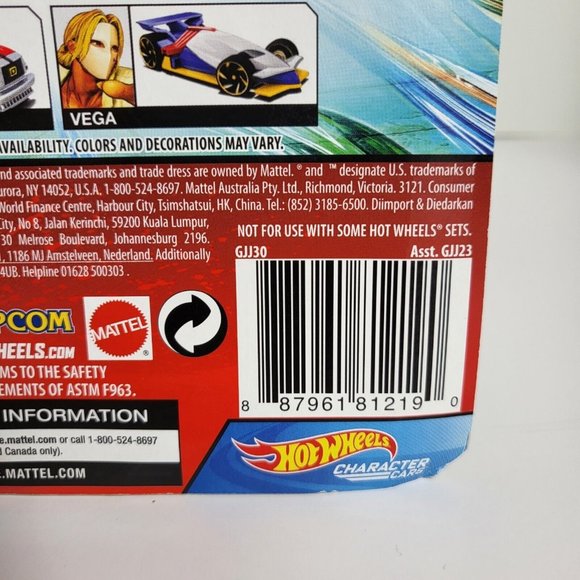 VEGA
AVAILABILITY. COLORS AND DECORATIONS MAY VARY.
nd associated trademarks and trade dress are owned by Mattel. ® and ™ designate U.S. trademarks of
urora, NY 14052, U.S.A. 1-800-524-8697. Mattel Australia Pty. Ltd., Richmond, Victoria. 3121. Consumer
World Finance Centre, Harbour City, Tsimshatsui, HK, China. Tel.: (852) 3185-6500. Diimport & Diedarkan
City, No 8, Jalan Kerinchi, 59200 Kuala Lumpur,
30 Melrose Boulevard, Johannesburg 2196.
1, 1186 MJ Amstelveen, Nederland. Additionally
4UB. Helpline 01628 500303 .
NOT FOR USE WITH SOME HOT WHEELS® SETS.
GJJ30 Asst. GJJ23
PCOM
WHEELS.COM
MATTEL ®
MS TO THE SAFETY
EMENTS OF ASTM F963.
8 87961 81219 0
INFORMATION
e.mattel.com or call 1-800-524-8697
d Canada only).
E.MATTEL.COM
HOT WHEELS
CHARACTER
CARS